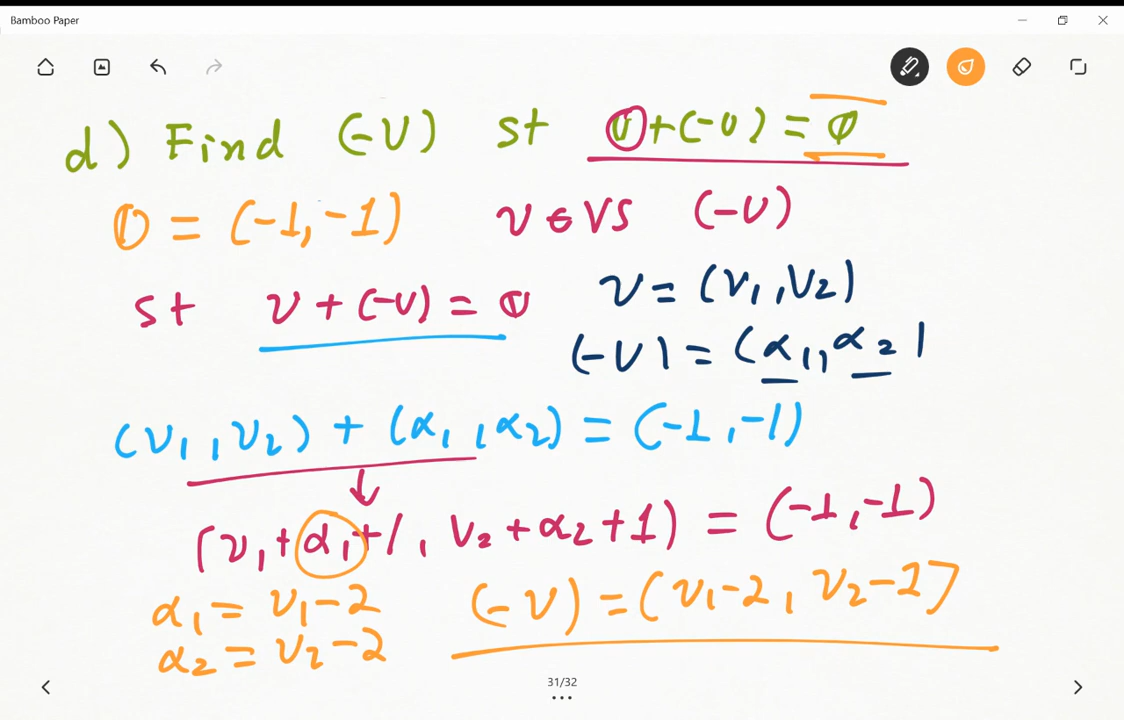 Bamboo Paper
d) Find (-v) st v+(-v) = 0
0 = (-1, -1) v ∈ VS (-v)
st v + (-v) = 0 v = (v₁, v₂)
(-v) = (α₁, α₂)
(v₁, v₂) + (α₁, α₂) = (-1, -1)
(v₁+α₁+1, v₂+α₂+1) = (-1, -1)
α₁ = v₁-2 (-v) = (v₁-2, v₂-2)
α₂ = v₂-2
31/32